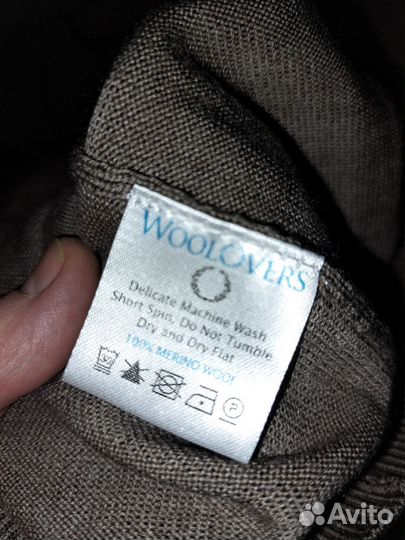 WOOLOVERS
Delicate Machine Wash
Short Spin, Do Not Tumble
Dry and Dry Flat
100% MERINO WOOL
P
Avito